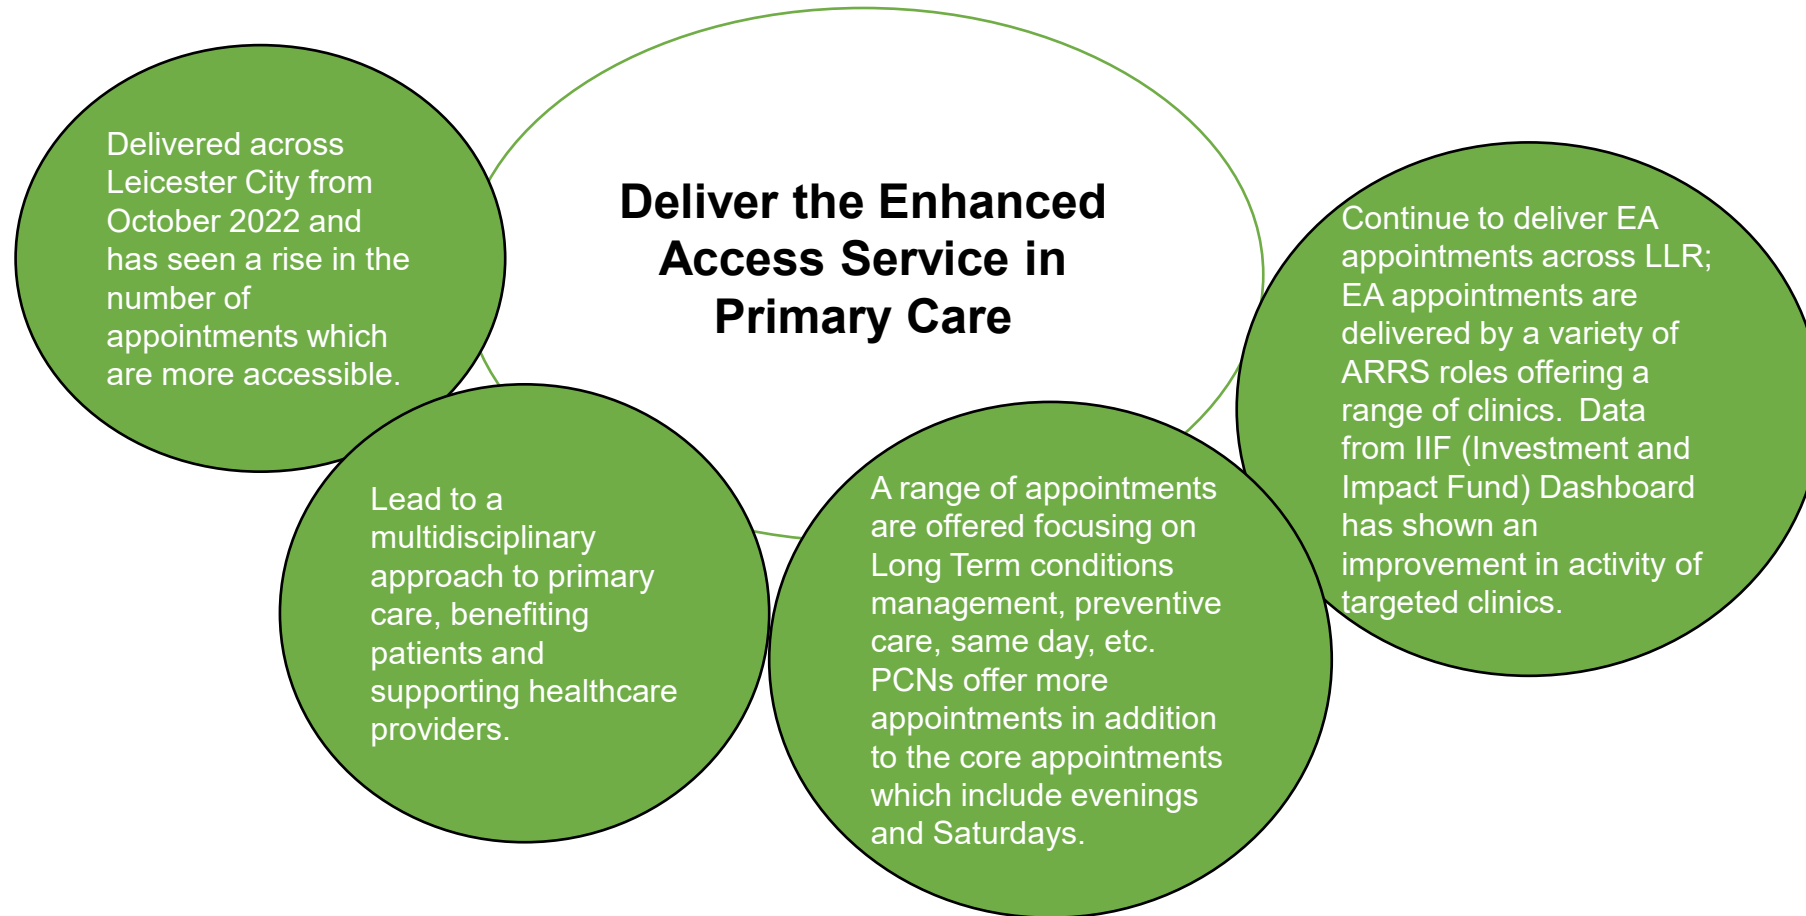 Deliver the Enhanced
Access Service in
Primary Care
Delivered across
Leicester City from
October 2022 and
has seen a rise in the
number of
appointments which
are more accessible.
Lead to a
multidisciplinary
approach to primary
care, benefiting
patients and
supporting healthcare
providers.
A range of appointments
are offered focusing on
Long Term conditions
management, preventive
care, same day, etc.
PCNs offer more
appointments in addition
to the core appointments
which include evenings
and Saturdays.
Continue to deliver EA
appointments across LLR;
EA appointments are
delivered by a variety of
ARRS roles offering a
range of clinics.  Data
from IIF (Investment and
Impact Fund) Dashboard
has shown an
improvement in activity of
targeted clinics.